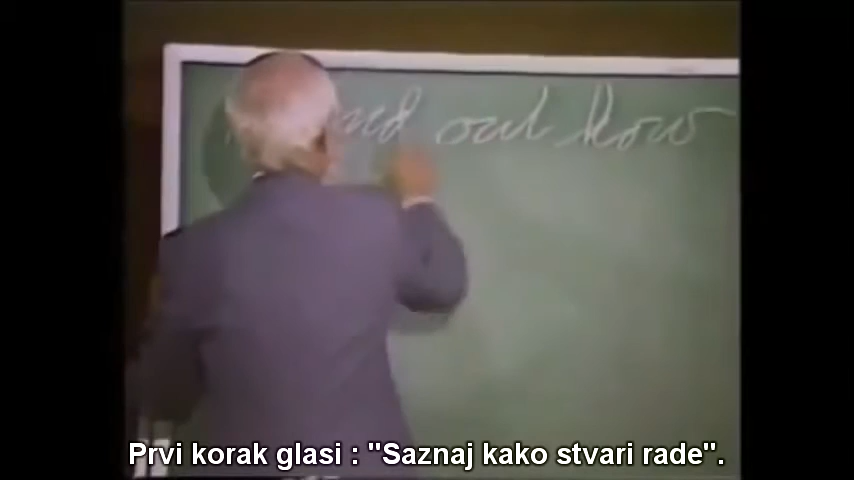 out how
Prvi korak glasi : "Saznaj kako stvari rade".